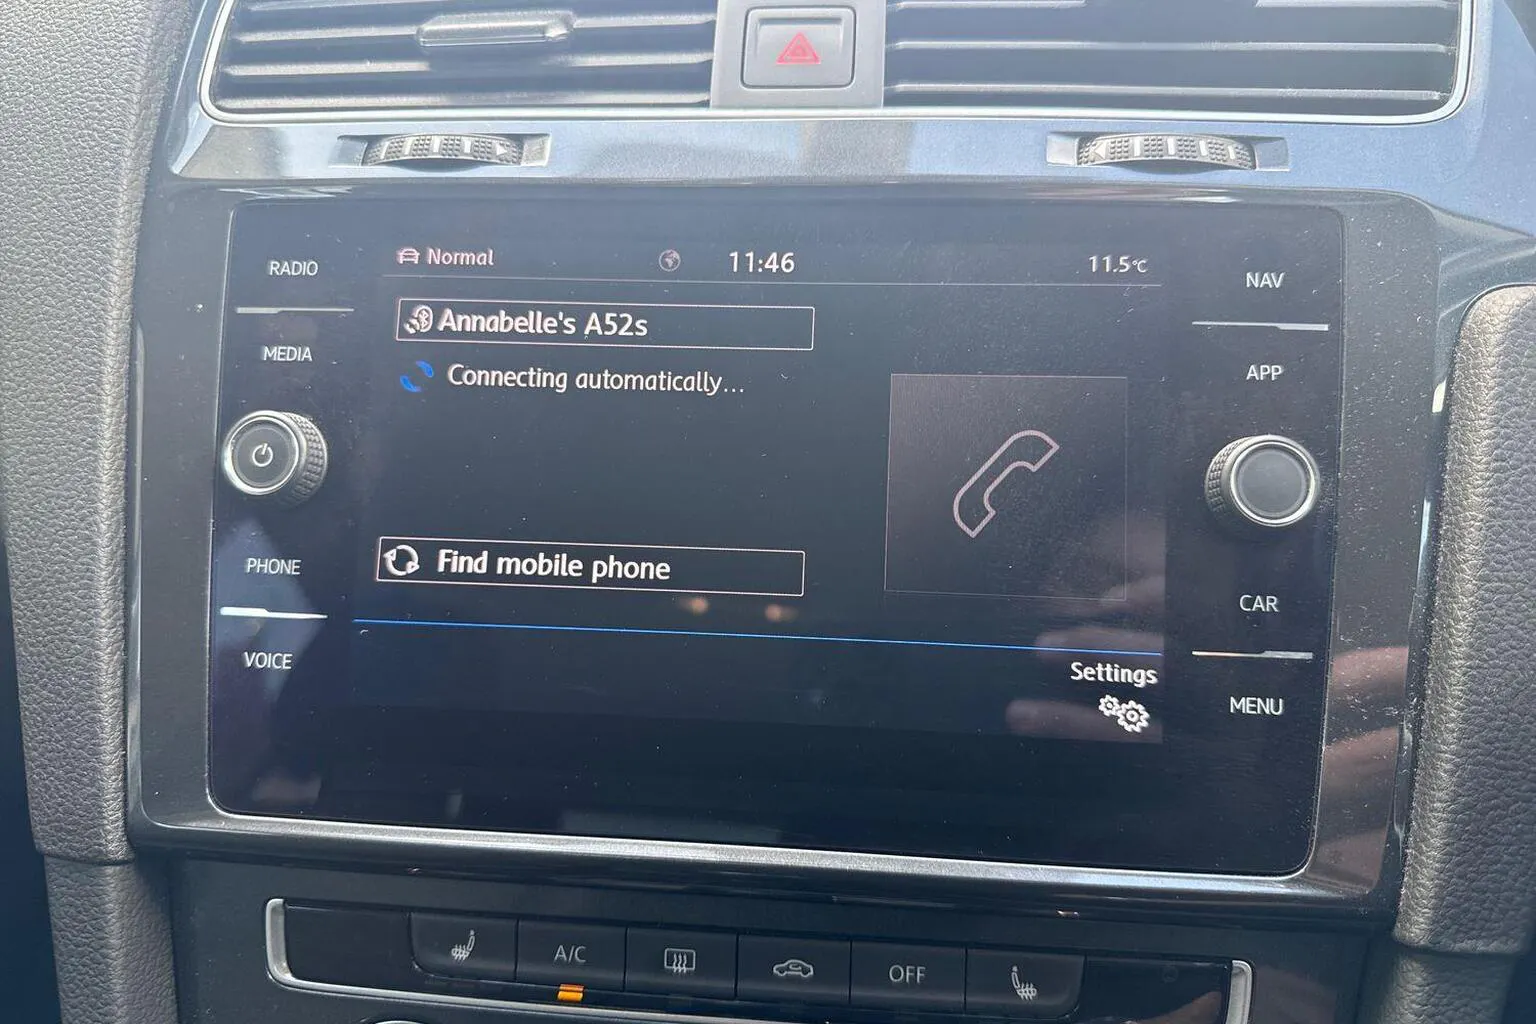 RADIO
MEDIA
PHONE
VOICE
Normal
11:46
11.5°C
Annabelle's A52s
Connecting automatically...
Find mobile phone
Settings
NAV
APP
CAR
MENU
A/C
OFF